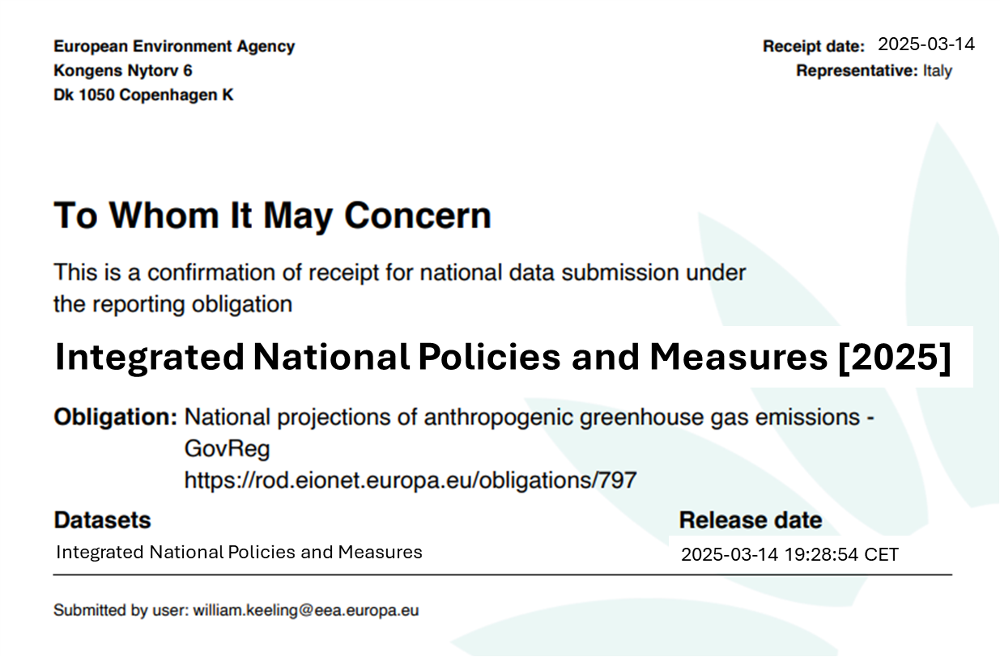 European Environment Agency
Kongens Nytorv 6
Dk 1050 Copenhagen K
Receipt date: 2025-03-14
Representative: Italy
To Whom It May Concern
This is a confirmation of receipt for national data submission under
the reporting obligation
Integrated National Policies and Measures [2025]
Obligation: National projections of anthropogenic greenhouse gas emissions -
GovReg
https://rod.eionet.europa.eu/obligations/797
Datasets Release date
Integrated National Policies and Measures 2025-03-14 19:28:54 CET
Submitted by user: william.keeling@eea.europa.eu